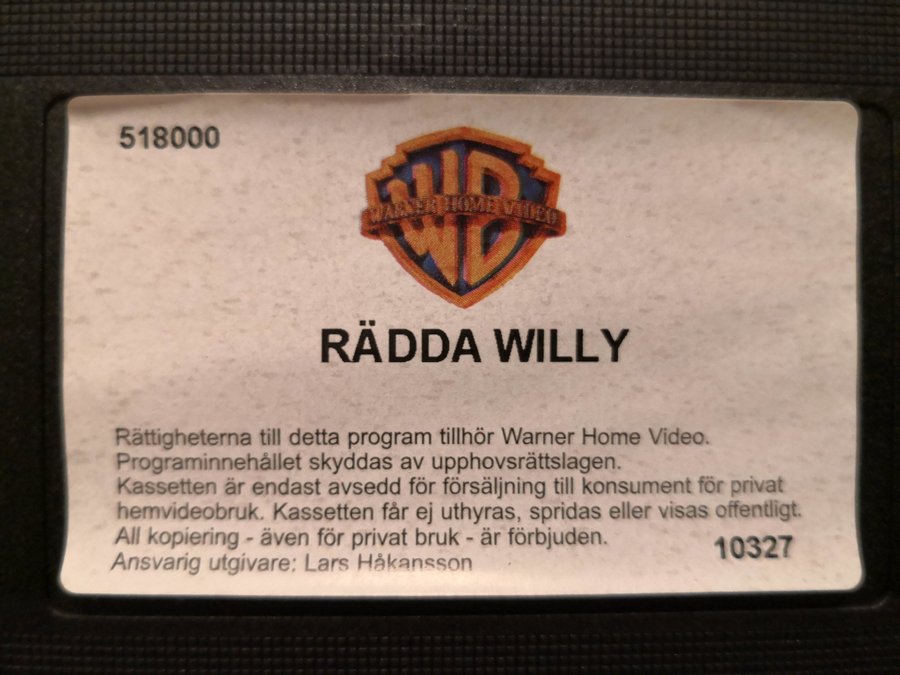 518000
WB
WARNER HOME VIDEO
RÄDDA WILLY
Rättigheterna till detta program tillhör Warner Home Video.
Programinnehållet skyddas av upphovsrättslagen.
Kassetten är endast avsedd för försäljning till konsument för privat
hemvideobruk. Kassetten får ej uthyras, spridas eller visas offentligt.
All kopiering - även för privat bruk - är förbjuden.
10327
Ansvarig utgivare: Lars Håkansson